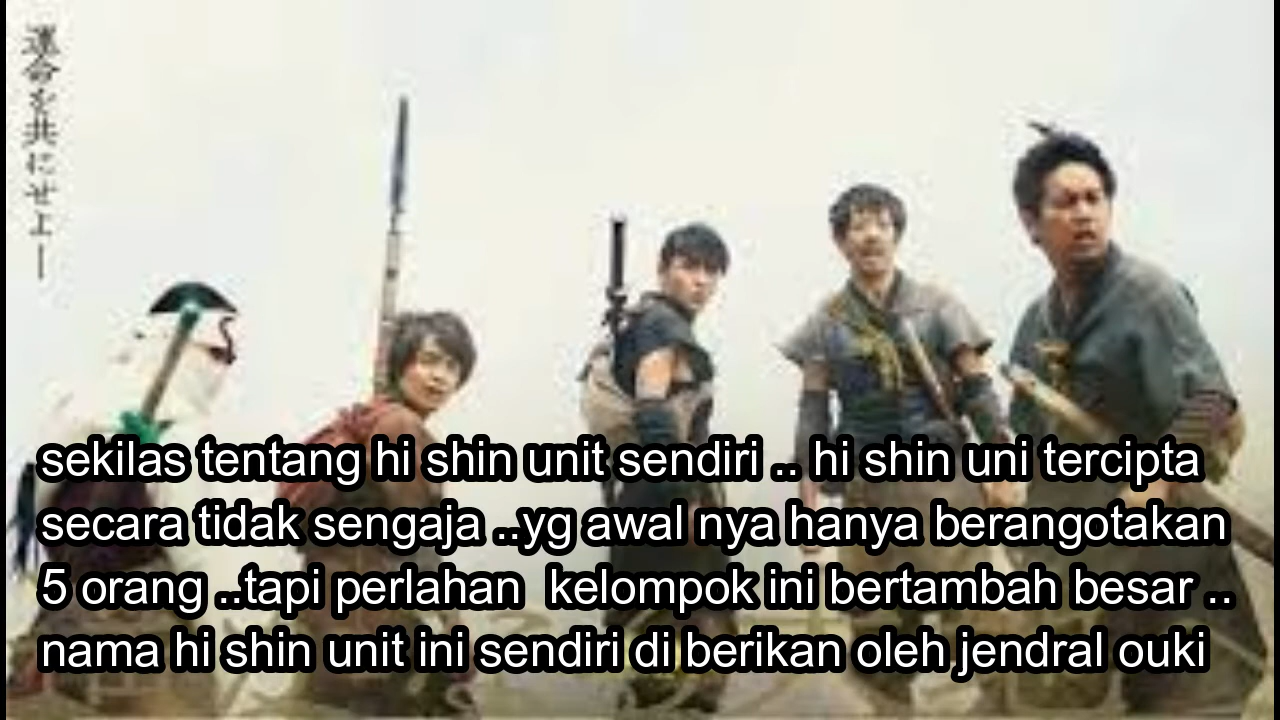 運命を共にせよ―
sekilas tentang hi shin unit sendiri .. hi shin uni tercipta
secara tidak sengaja ..yg awal nya hanya berangotakan
5 orang ..tapi perlahan  kelompok ini bertambah besar ..
nama hi shin unit ini sendiri di berikan oleh jendral ouki